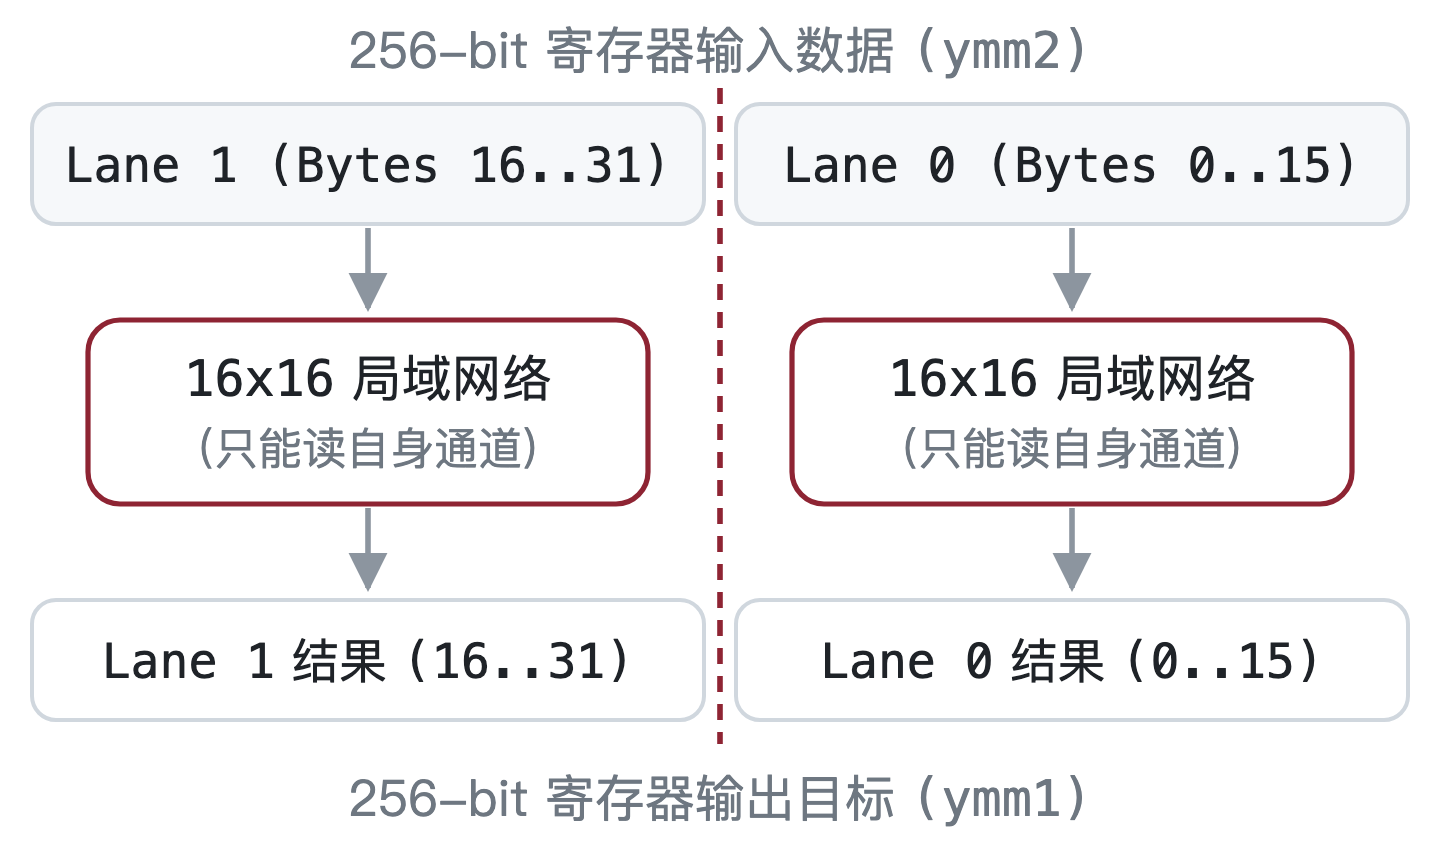 256-bit 寄存器输入数据 (ymm2)
Lane 1 (Bytes 16..31)
Lane 0 (Bytes 0..15)
16x16 局域网络
(只能读自身通道)
16x16 局域网络
(只能读自身通道)
Lane 1 结果 (16..31)
Lane 0 结果 (0..15)
256-bit 寄存器输出目标 (ymm1)